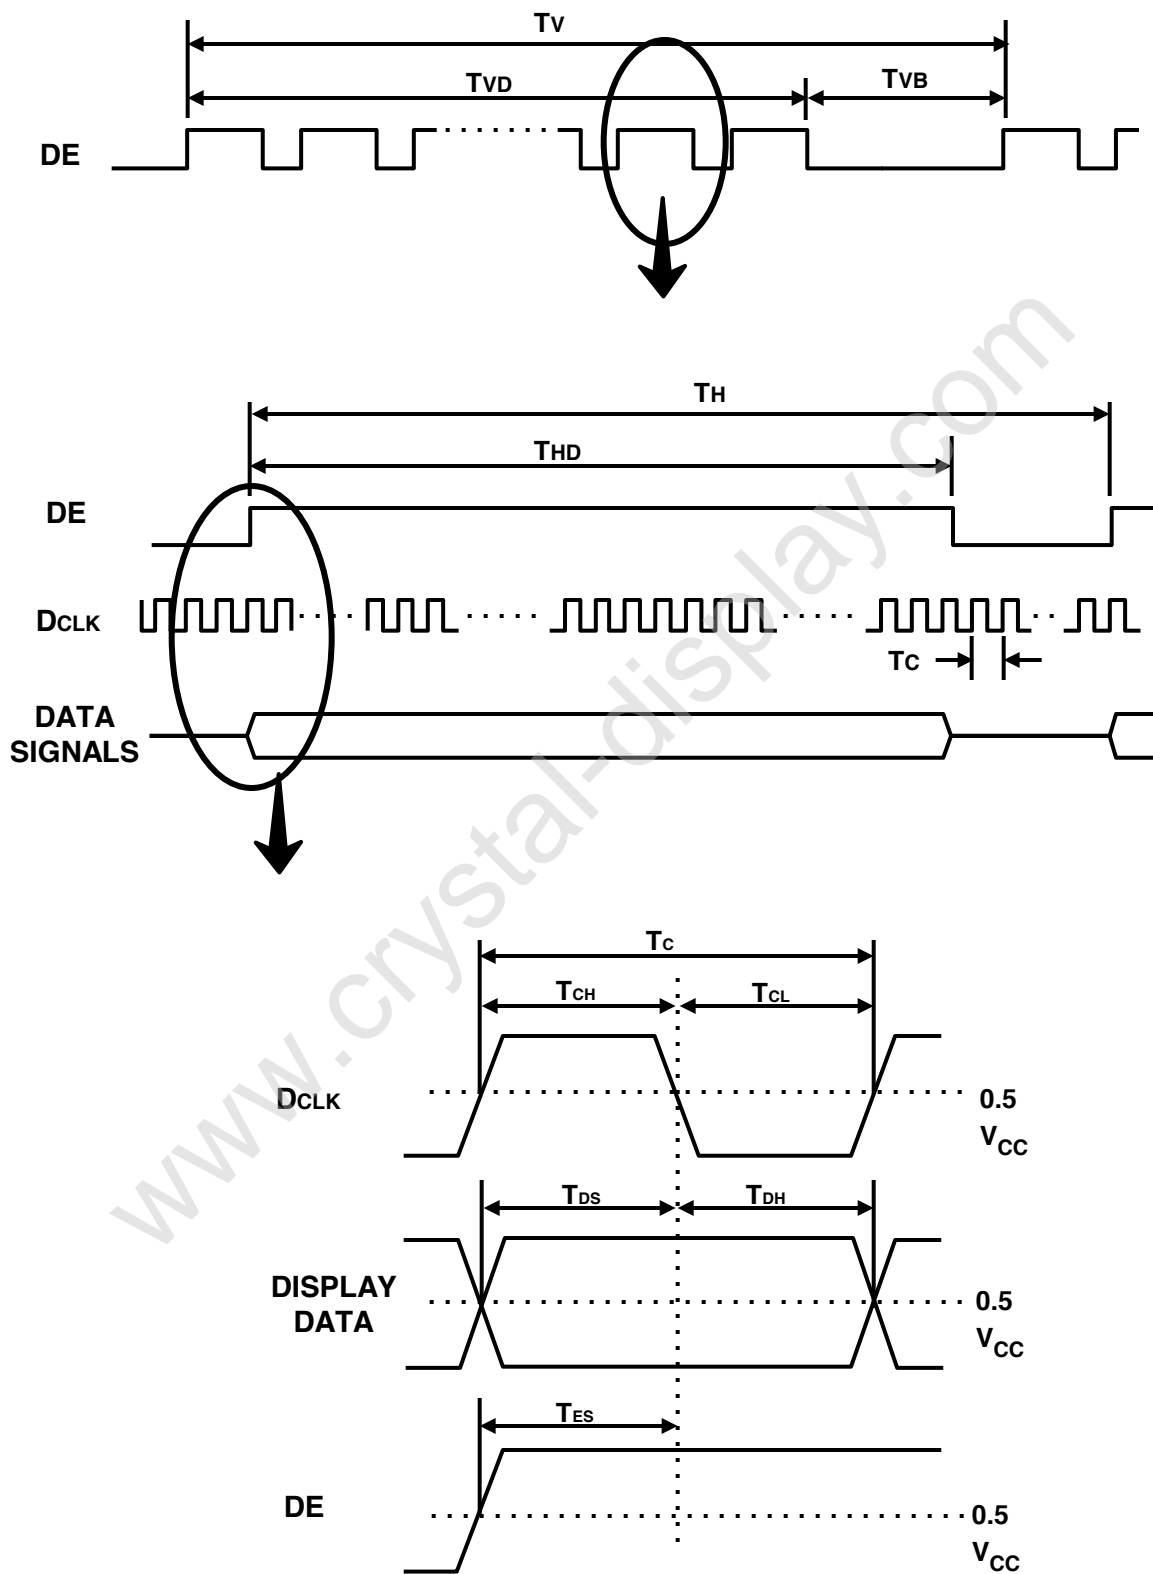 TV
TVD
TVB
DE
TH
THD
DE
DCLK
TC
DATA
SIGNALS
TC
TCH
TCL
DCLK
0.5
VCC
TDS
TDH
DISPLAY
DATA
0.5
VCC
TES
DE
0.5
VCC
www.crystal-display.com